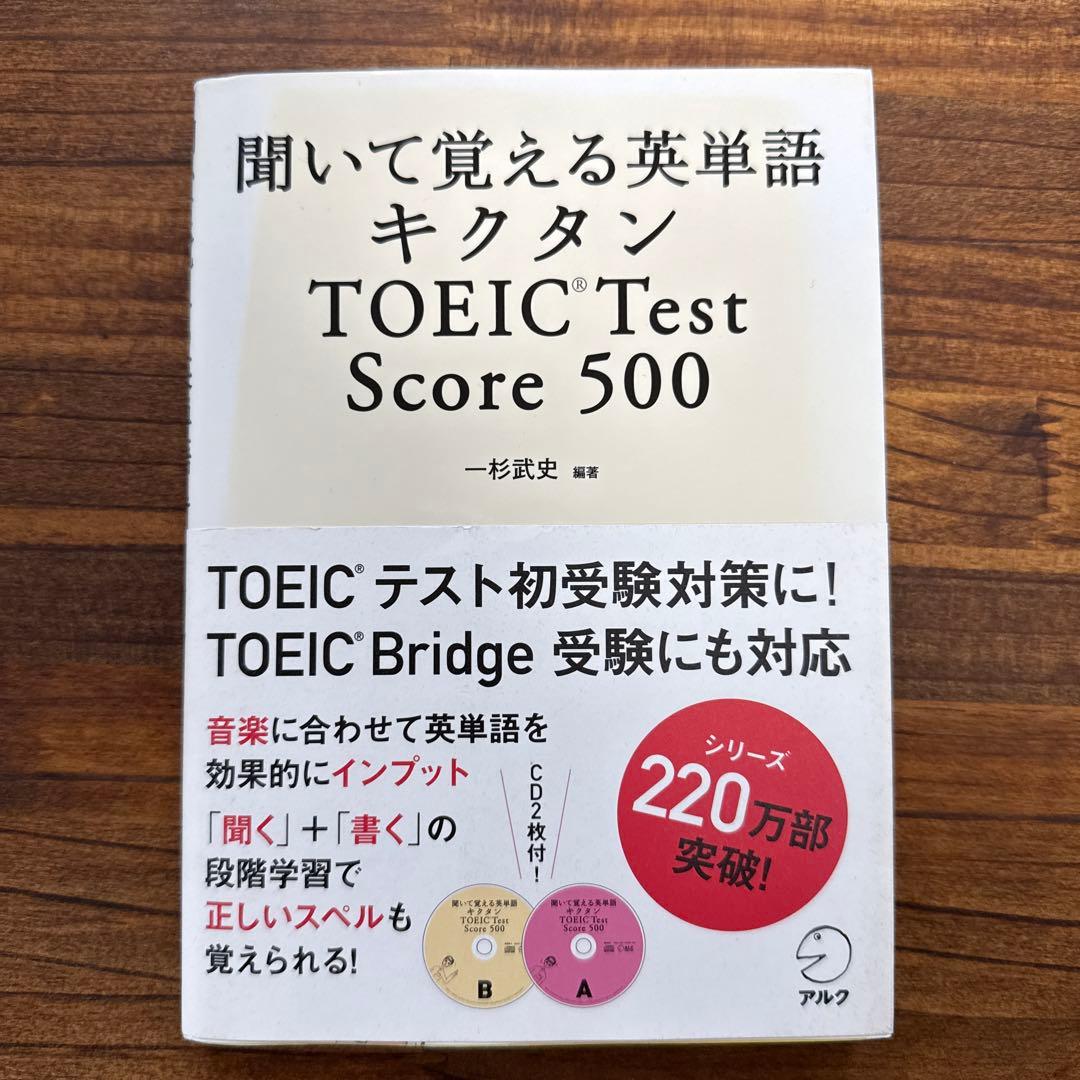 聞いて覚える英単語
キクタン
TOEIC® Test
Score 500
一杉武史 編著
TOEIC® テスト初受験対策に!
TOEIC® Bridge 受験にも対応
音楽に合わせて英単語を
効果的にインプット
「聞く」+「書く」の
段階学習で
正しいスペルも
覚えられる!
CD2枚付!
聞いて覚える英単語
キクタン
TOEIC Test
Score 500
B
聞いて覚える英単語
キクタン
TOEIC Test
Score 500
A
シリーズ
220万部
突破!
アルク